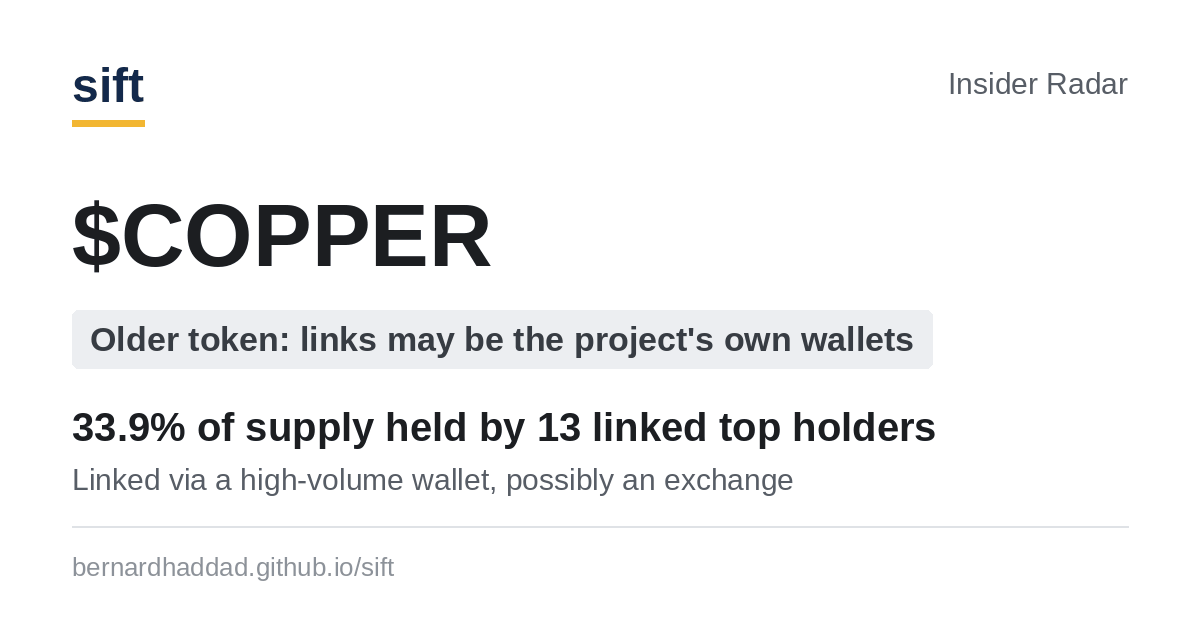 sift
Insider Radar
$COPPER
Older token: links may be the project's own wallets
33.9% of supply held by 13 linked top holders
Linked via a high-volume wallet, possibly an exchange
bernardhaddad.github.io/sift